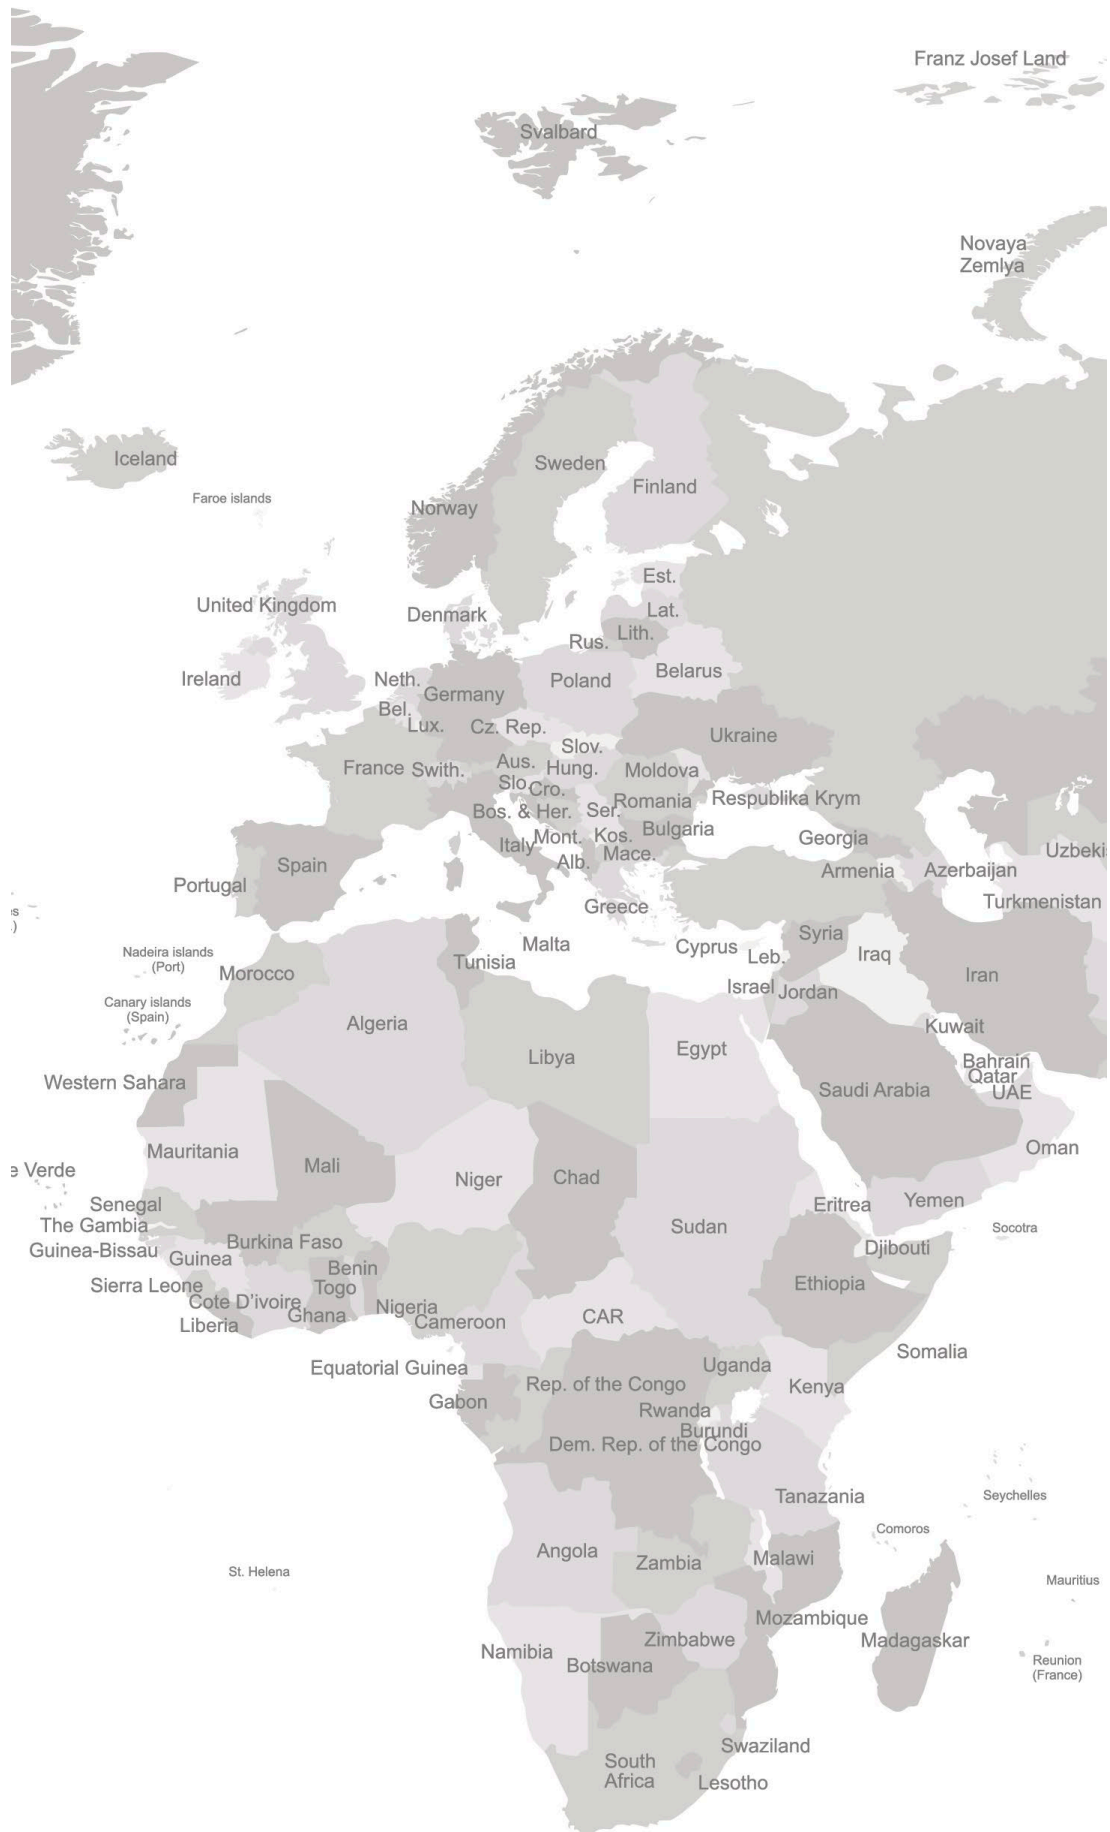 Franz Josef Land
Svalbard
Novaya
Zemlya
Iceland
Sweden
Finland
Faroe islands
Norway
Est.
United Kingdom
Denmark
Lat.
Lith.
Rus.
Ireland
Neth.
Poland
Belarus
Germany
Bel.
Lux.
Cz. Rep.
Ukraine
Slov.
France
Swith.
Aus.
Hung.
Moldova
Slo.
Cro.
Romania
Respublika Krym
Bos. & Her.
Ser.
Bulgaria
Mont.
Kos.
Georgia
Italy
Mace.
Uzbekis
Spain
Alb.
Armenia
Azerbaijan
Portugal
Greece
Turkmenistan
es
)
Syria
Malta
Cyprus
Leb.
Iraq
Nadeira islands
(Port)
Morocco
Tunisia
Iran
Israel
Jordan
Canary islands
(Spain)
Algeria
Kuwait
Libya
Egypt
Bahrain
Qatar
UAE
Western Sahara
Saudi Arabia
Mauritania
Oman
e Verde
Mali
Niger
Chad
Senegal
Eritrea
Yemen
The Gambia
Sudan
Socotra
Guinea-Bissau
Guinea
Burkina Faso
Djibouti
Benin
Sierra Leone
Togo
Ethiopia
Cote D'ivoire
Ghana
Nigeria
Liberia
Cameroon
CAR
Somalia
Equatorial Guinea
Uganda
Rep. of the Congo
Kenya
Gabon
Rwanda
Burundi
Dem. Rep. of the Congo
Tanazania
Seychelles
Comoros
Angola
Zambia
Malawi
St. Helena
Mauritius
Mozambique
Zimbabwe
Madagaskar
Namibia
Botswana
Reunion
(France)
Swaziland
South
Africa
Lesotho